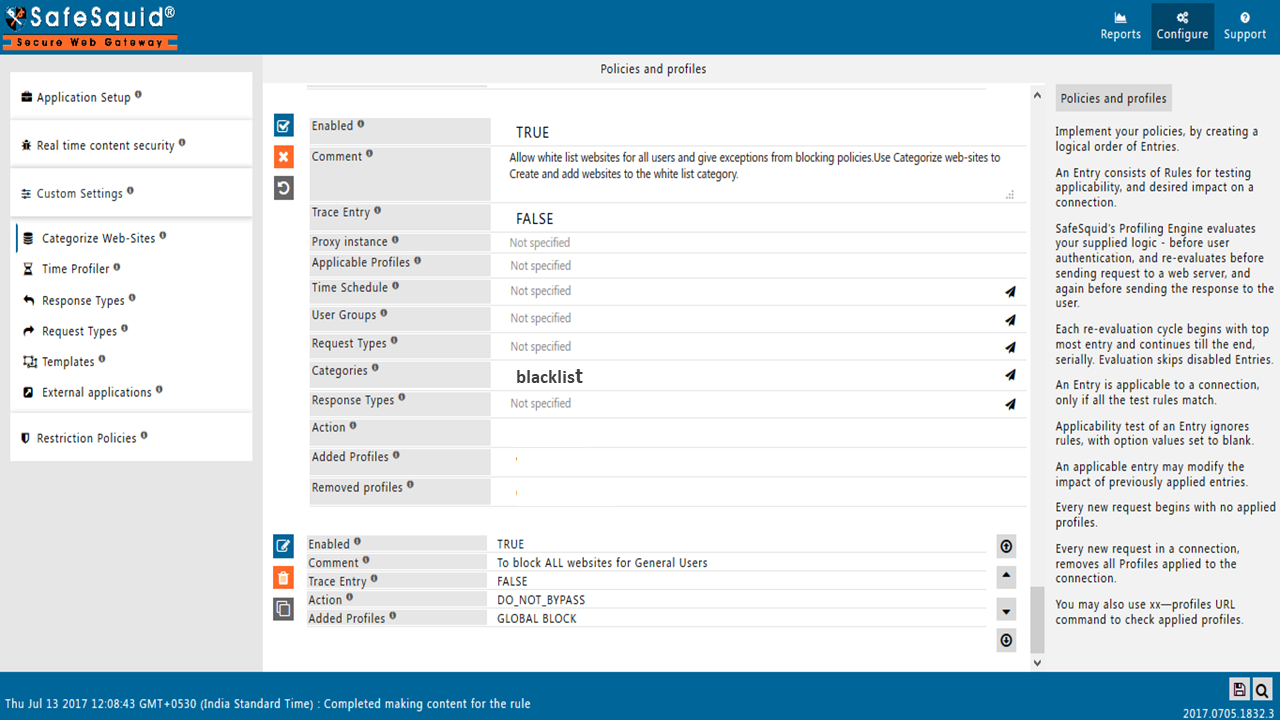 SafeSquid®
Secure Web Gateway
Reports
Configure
Support
Policies and profiles
Application Setup
Real time content security
Custom Settings
Categorize Web-Sites
Time Profiler
Response Types
Request Types
Templates
External applications
Restriction Policies
Enabled TRUE
Comment Allow white list websites for all users and give exceptions from blocking policies.Use Categorize web-sites to
Create and add websites to the white list category.
Trace Entry FALSE
Proxy instance Not specified
Applicable Profiles Not specified
Time Schedule Not specified
User Groups Not specified
Request Types Not specified
Categories blacklist
Response Types Not specified
Action
Added Profiles
Removed profiles
Enabled TRUE
Comment To block ALL websites for General Users
Trace Entry FALSE
Action DO_NOT_BYPASS
Added Profiles GLOBAL BLOCK
Policies and profiles
Implement your policies, by creating a
logical order of Entries.
An Entry consists of Rules for testing
applicability, and desired impact on a
connection.
SafeSquid's Profiling Engine evaluates
your supplied logic - before user
authentication, and re-evaluates before
sending request to a web server, and
again before sending the response to the
user.
Each re-evaluation cycle begins with top
most entry and continues till the end,
serially. Evaluation skips disabled Entries.
An Entry is applicable to a connection,
only if all the test rules match.
Applicability test of an Entry ignores
rules, with option values set to blank.
An applicable entry may modify the
impact of previously applied entries.
Every new request begins with no applied
profiles.
Every new request in a connection,
removes all Profiles applied to the
connection.
You may also use xx—profiles URL
command to check applied profiles.
Thu Jul 13 2017 12:08:43 GMT+0530 (India Standard Time) : Completed making content for the rule
2017.0705.1832.3